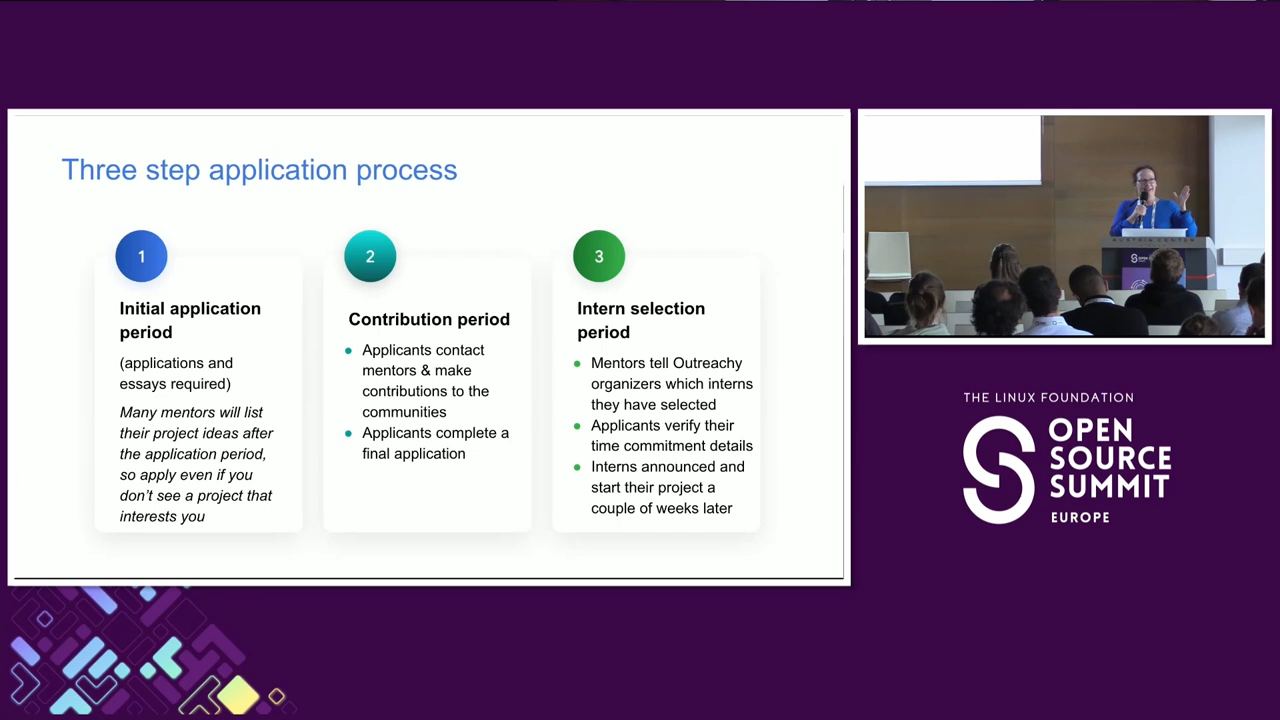 Three step application process
1
Initial application
period
(applications and
essays required)
Many mentors will list
their project ideas after
the application period,
so apply even if you
don’t see a project that
interests you
2
Contribution period
Applicants contact
mentors & make
contributions to the
communities
Applicants complete a
final application
3
Intern selection
period
Mentors tell Outreachy
organizers which interns
they have selected
Applicants verify their
time commitment details
Interns announced and
start their project a
couple of weeks later
AUSTRIA CENTER
THE LINUX FOUNDATION
OPEN
SOURCE
SUMMIT
EUROPE